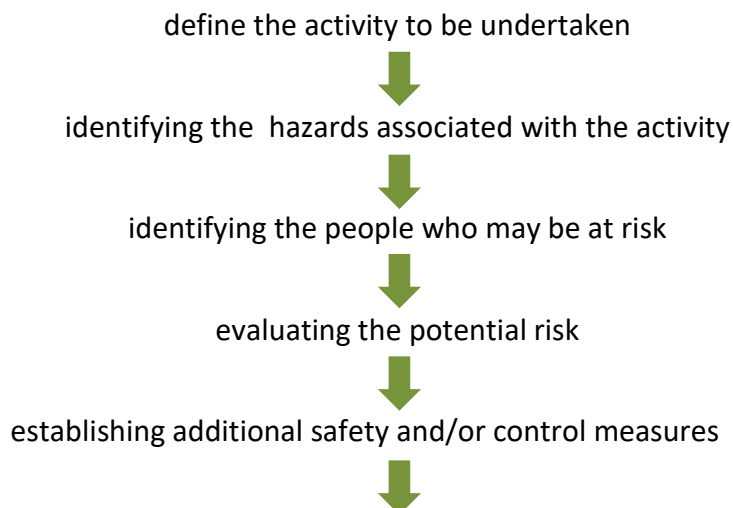 define the activity to be undertaken
identifying the hazards associated with the activity
identifying the people who may be at risk
evaluating the potential risk
establishing additional safety and/or control measures